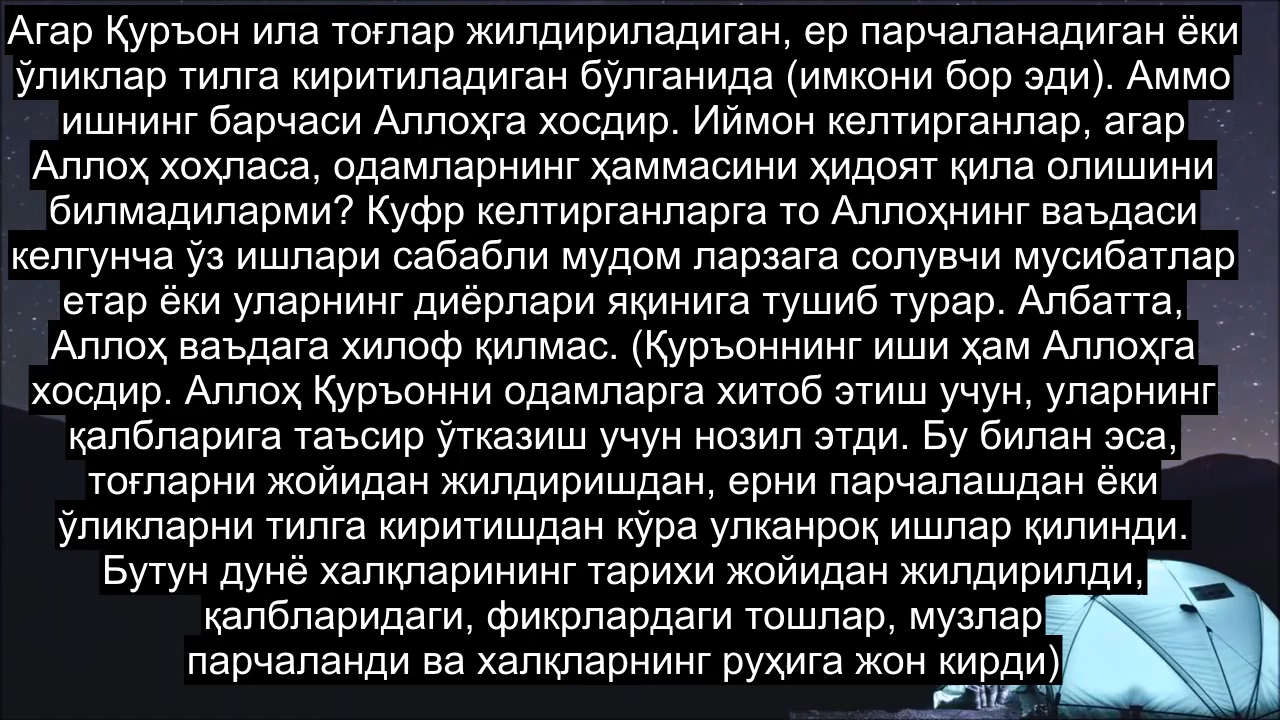 Агар Қуръон ила тоғлар жилдириладиган, ер парчаланадиган ёки
ўликлар тилга киритиладиган бўлганида (имкони бор эди). Аммо
ишнинг барчаси Аллоҳга хосдир. Иймон келтирганлар, агар
Аллоҳ хоҳласа, одамларнинг ҳаммасини ҳидоят қила олишини
билмадиларми? Куфр келтирганларга то Аллоҳнинг ваъдаси
келгунча ўз ишлари сабабли мудом ларзага солувчи мусибатлар
етар ёки уларнинг диёрлари яқинига тушиб турар. Албатта,
Аллоҳ ваъдага хилоф қилмас. (Қуръоннинг иши ҳам Аллоҳга
хосдир. Аллоҳ Қуръонни одамларга хитоб этиш учун, уларнинг
қалбларига таъсир ўтказиш учун нозил этди. Бу билан эса,
тоғларни жойидан жилдиришдан, ерни парчалашдан ёки
ўликларни тилга киритишдан кўра улканроқ ишлар қилинди.
Бутун дунё халқларининг тарихи жойидан жилдирилди,
қалбларидаги, фикрлардаги тошлар, музлар
парчаланди ва халқларнинг руҳига жон кирди)